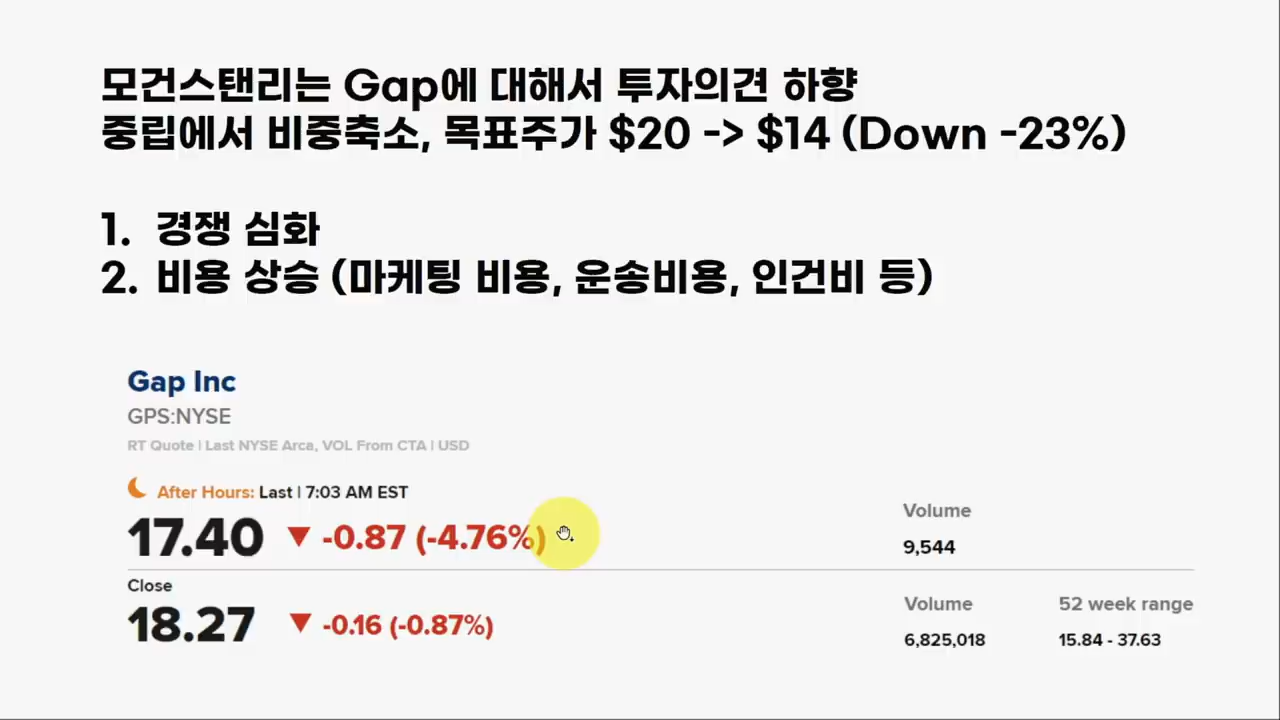 모건스탠리는 Gap에 대해서 투자의견 하향
중립에서 비중축소, 목표주가 $20 -> $14 (Down -23%)
1. 경쟁 심화
2. 비용 상승 (마케팅 비용, 운송비용, 인건비 등)
Gap Inc
GPS:NYSE
RT Quote | Last NYSE Arca, VOL From CTA | USD
After Hours: Last | 7:03 AM EST
17.40 ▼ -0.87 (-4.76%)
Volume
9,544
Close
18.27 ▼ -0.16 (-0.87%)
Volume 52 week range
6,825,018 15.84 - 37.63